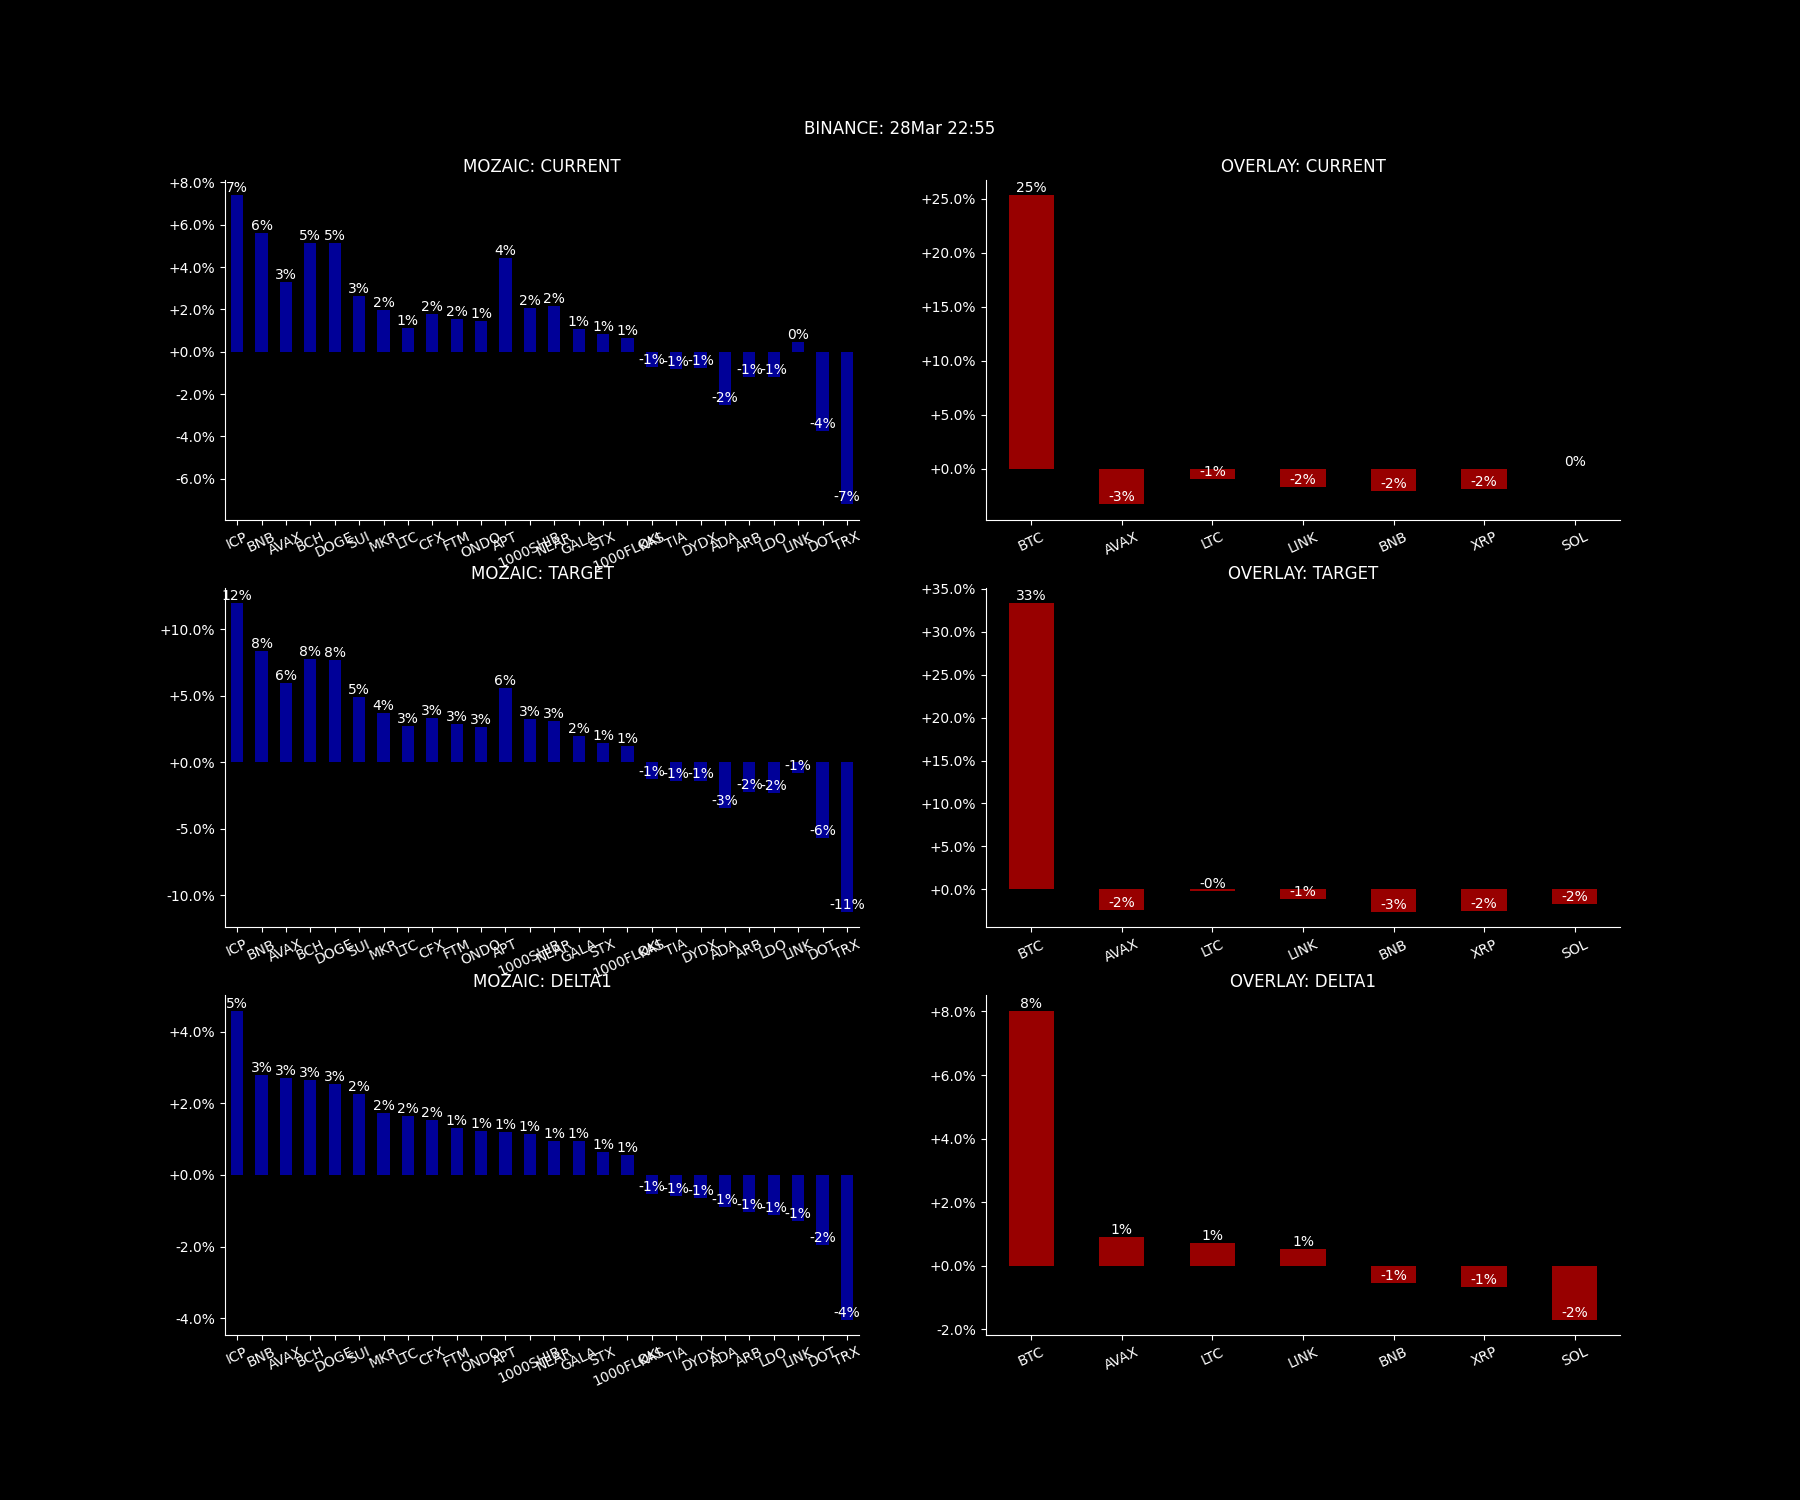 BINANCE: 28Mar 22:55
MOZAIC: CURRENT
+8.0%
+6.0%
+4.0%
+2.0%
+0.0%
-2.0%
-4.0%
-6.0%
7% 6% 3% 5% 5% 3% 2% 1% 2% 2% 1% 4% 2% 2% 1% 1% 1% -1% -1% -1% -2% -1% -1% 0% -4% -7%
ICP BNB AVAX BCH DOGE SUI MKR LTC CFX FTM ONDO APT 1000SHIB NEAR GALA STX 1000FLOKI TIA DYDX ADA ARB LDO LINK DOT TRX
OVERLAY: CURRENT
+25.0%
+20.0%
+15.0%
+10.0%
+5.0%
+0.0%
25% -3% -1% -2% -2% -2% 0%
BTC AVAX LTC LINK BNB XRP SOL
MOZAIC: TARGET
+10.0%
+5.0%
+0.0%
-5.0%
-10.0%
12% 8% 6% 8% 8% 5% 4% 3% 3% 3% 3% 6% 3% 3% 2% 1% 1% -1% -1% -1% -3% -2% -2% -1% -6% -11%
ICP BNB AVAX BCH DOGE SUI MKR LTC CFX FTM ONDO APT 1000SHIB NEAR GALA STX 1000FLOKI TIA DYDX ADA ARB LDO LINK DOT TRX
OVERLAY: TARGET
+35.0%
+30.0%
+25.0%
+20.0%
+15.0%
+10.0%
+5.0%
+0.0%
33% -2% -0% -1% -3% -2% -2%
BTC AVAX LTC LINK BNB XRP SOL
MOZAIC: DELTA1
+4.0%
+2.0%
+0.0%
-2.0%
-4.0%
5% 3% 3% 3% 3% 2% 2% 2% 2% 1% 1% 1% 1% 1% 1% 1% 1% -1% -1% -1% -1% -1% -1% -1% -2% -4%
ICP BNB AVAX BCH DOGE SUI MKR LTC CFX FTM ONDO APT 1000SHIB NEAR GALA STX 1000FLOKI TIA DYDX ADA ARB LDO LINK DOT TRX
OVERLAY: DELTA1
+8.0%
+6.0%
+4.0%
+2.0%
+0.0%
-2.0%
8% 1% 1% 1% -1% -1% -2%
BTC AVAX LTC LINK BNB XRP SOL